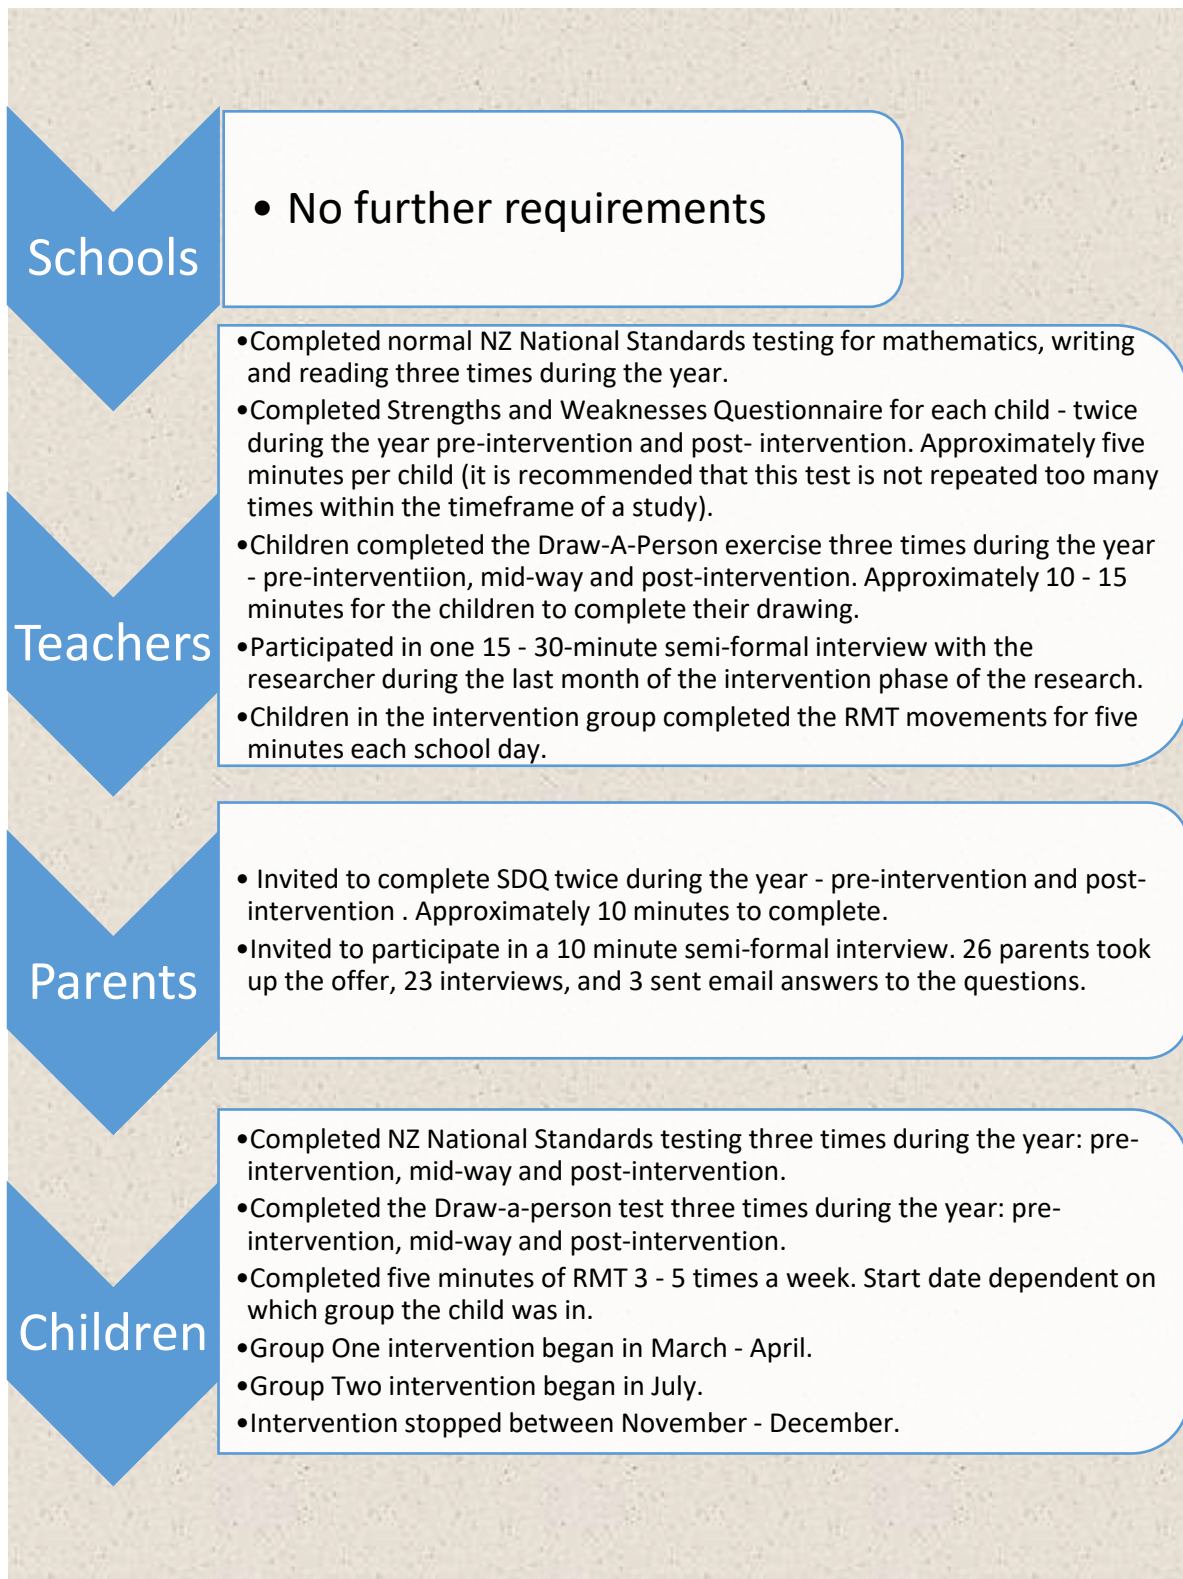 Schools
• No further requirements
Teachers
•Completed normal NZ National Standards testing for mathematics, writing
and reading three times during the year.
•Completed Strengths and Weaknesses Questionnaire for each child - twice
during the year pre-intervention and post- intervention. Approximately five
minutes per child (it is recommended that this test is not repeated too many
times within the timeframe of a study).
•Children completed the Draw-A-Person exercise three times during the year
- pre-interventiion, mid-way and post-intervention. Approximately 10 - 15
minutes for the children to complete their drawing.
•Participated in one 15 - 30-minute semi-formal interview with the
researcher during the last month of the intervention phase of the research.
•Children in the intervention group completed the RMT movements for five
minutes each school day.
Parents
• Invited to complete SDQ twice during the year - pre-intervention and post-
intervention . Approximately 10 minutes to complete.
•Invited to participate in a 10 minute semi-formal interview. 26 parents took
up the offer, 23 interviews, and 3 sent email answers to the questions.
Children
•Completed NZ National Standards testing three times during the year: pre-
intervention, mid-way and post-intervention.
•Completed the Draw-a-person test three times during the year: pre-
intervention, mid-way and post-intervention.
•Completed five minutes of RMT 3 - 5 times a week. Start date dependent on
which group the child was in.
•Group One intervention began in March - April.
•Group Two intervention began in July.
•Intervention stopped between November - December.